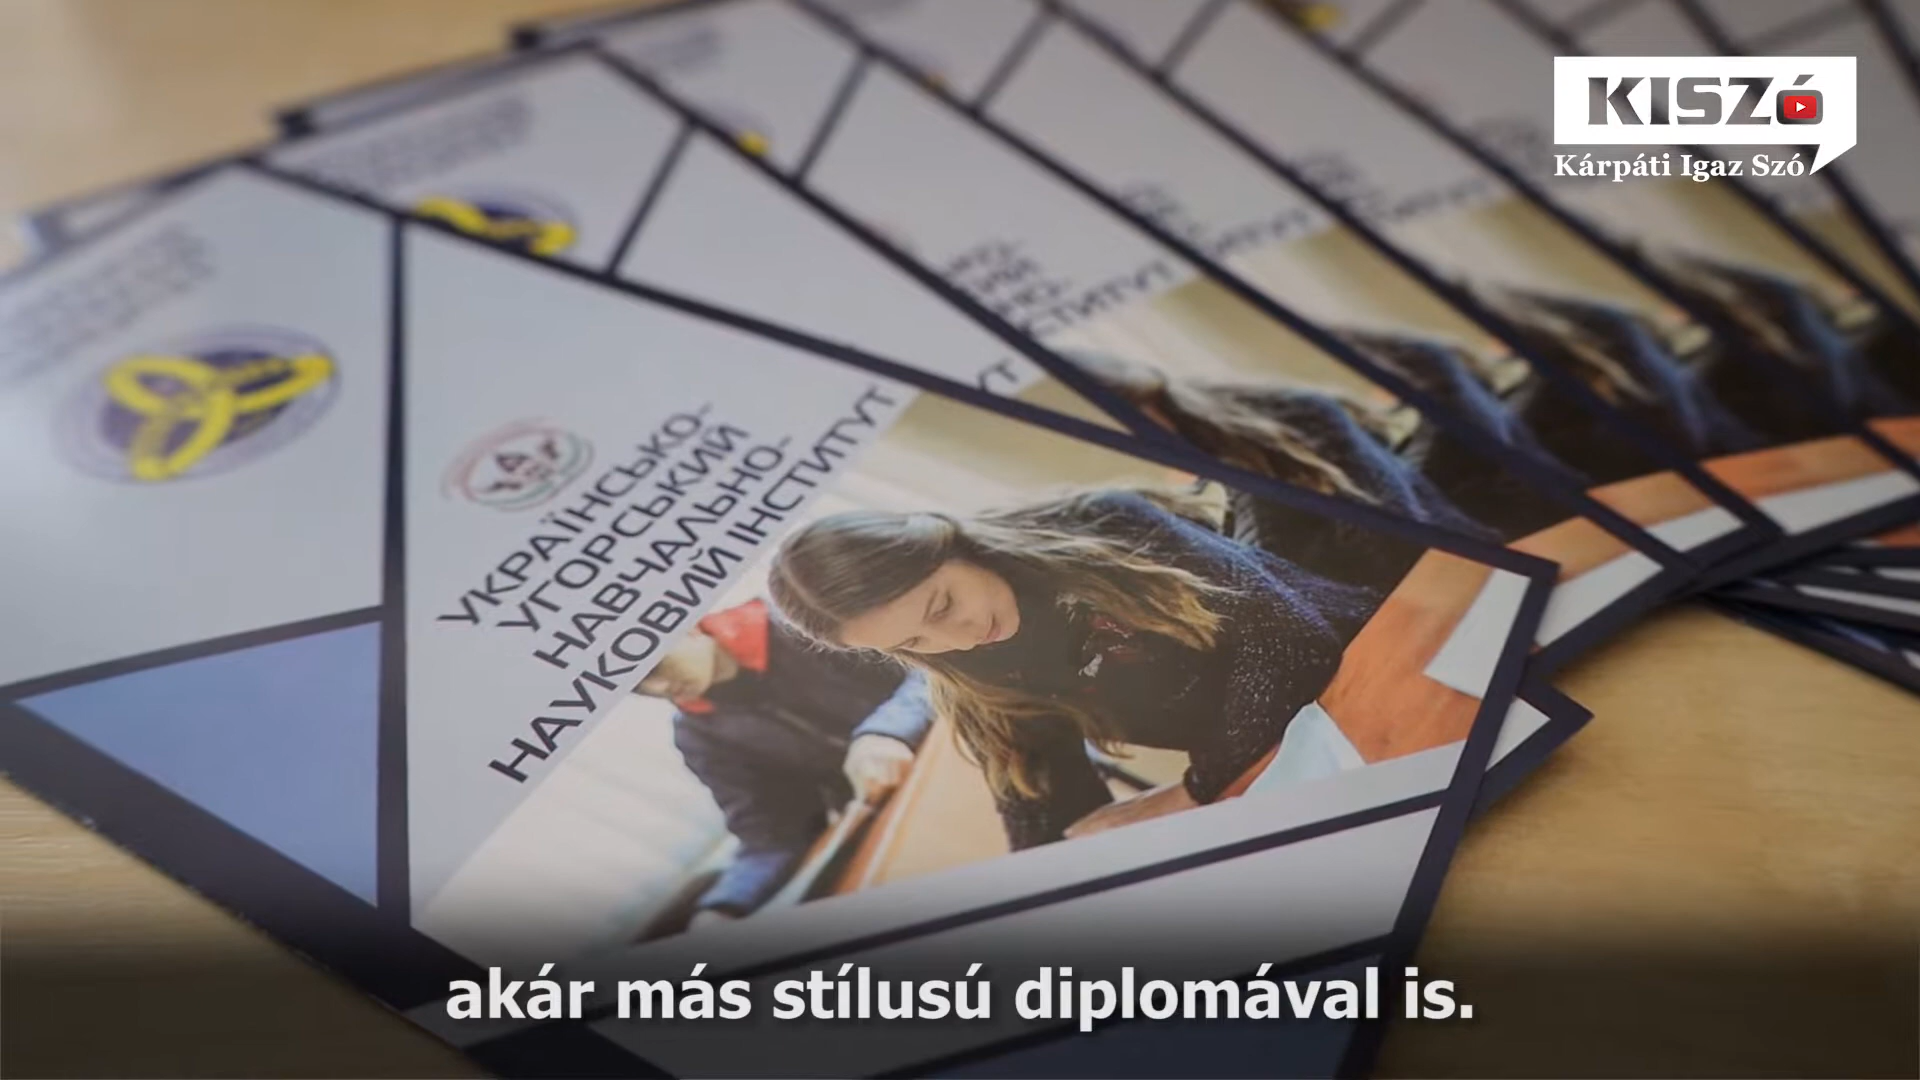 KISZó
Kárpáti Igaz Szó
УКРАЇНСЬКО-
УГОРСЬКИЙ
НАВЧАЛЬНО-
НАУКОВИЙ ІНСТИТУТ
akár más stílusú diplomával is.